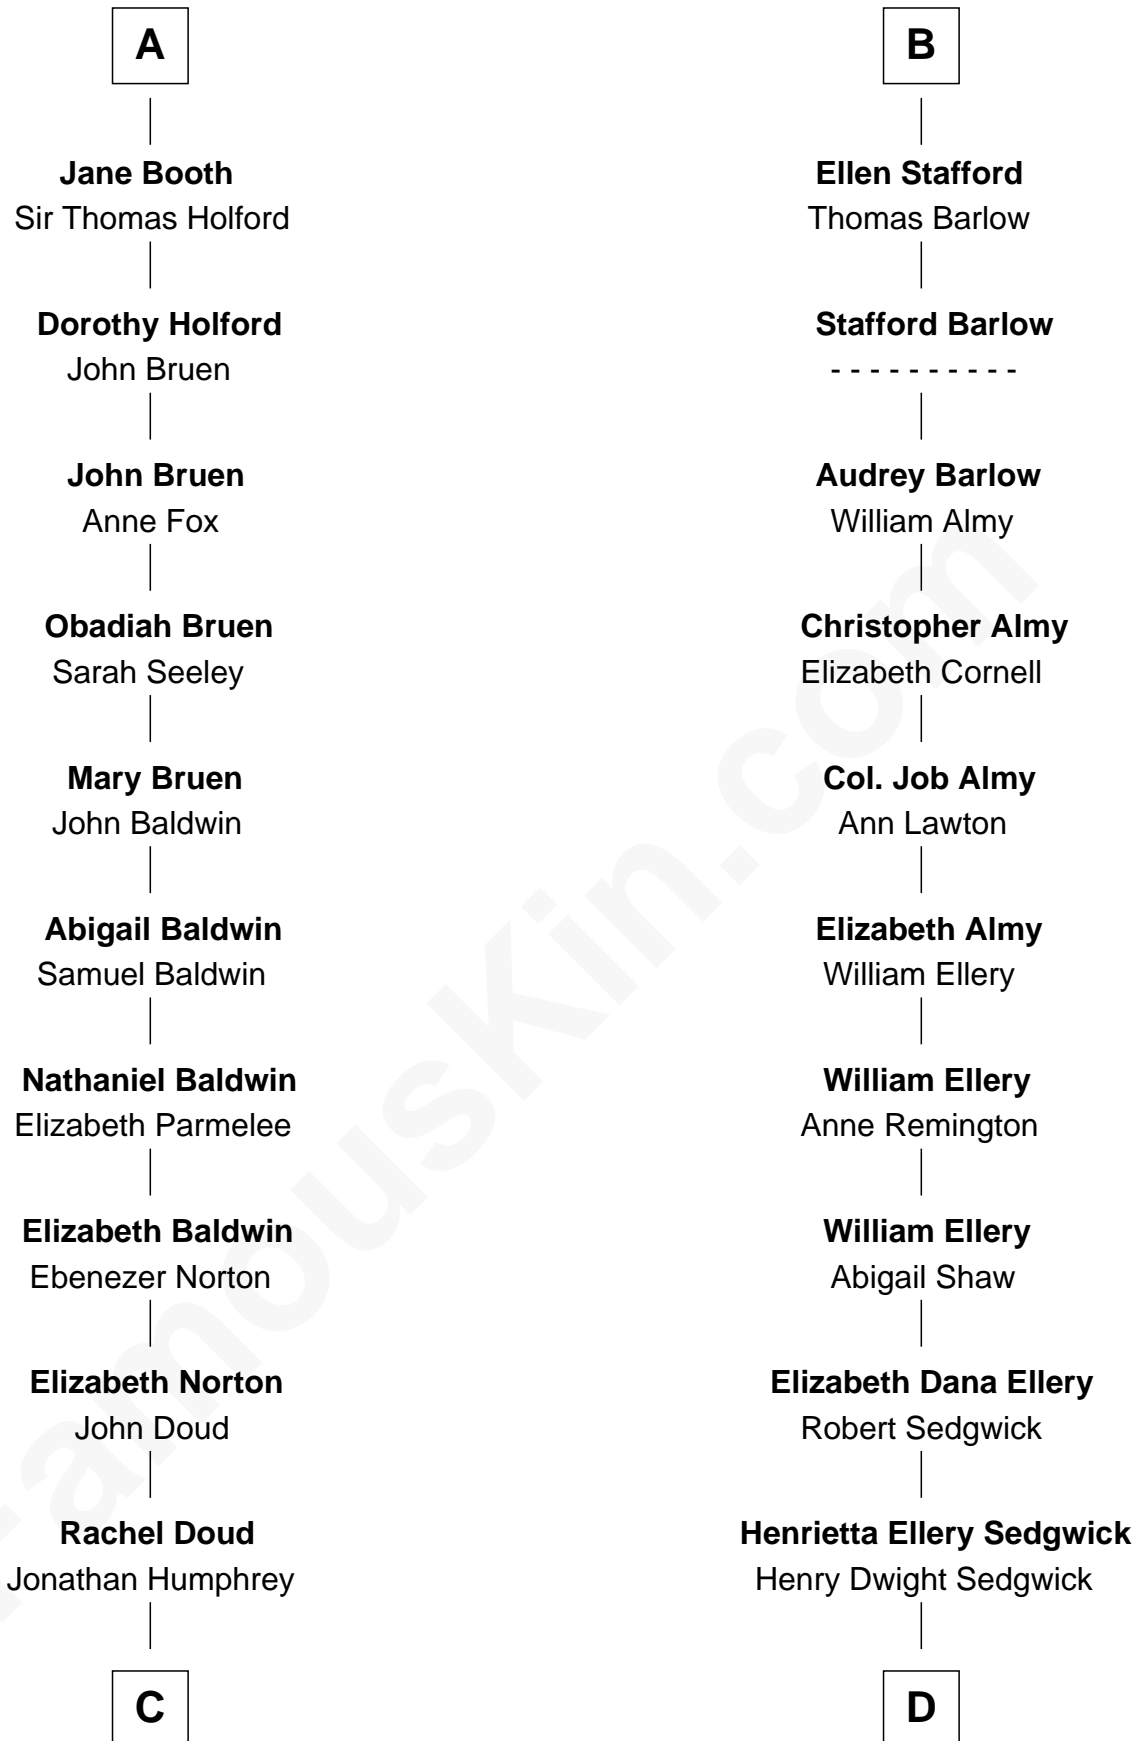 A
Jane Booth
Sir Thomas Holford
Dorothy Holford
John Bruen
John Bruen
Anne Fox
Obadiah Bruen
Sarah Seeley
Mary Bruen
John Baldwin
Abigail Baldwin
Samuel Baldwin
Nathaniel Baldwin
Elizabeth Parmelee
Elizabeth Baldwin
Ebenezer Norton
Elizabeth Norton
John Doud
Rachel Doud
Jonathan Humphrey
C
B
Ellen Stafford
Thomas Barlow
Stafford Barlow
- - - - - - - - - -
Audrey Barlow
William Almy
Christopher Almy
Elizabeth Cornell
Col. Job Almy
Ann Lawton
Elizabeth Almy
William Ellery
William Ellery
Anne Remington
William Ellery
Abigail Shaw
Elizabeth Dana Ellery
Robert Sedgwick
Henrietta Ellery Sedgwick
Henry Dwight Sedgwick
D
FamousKin.com